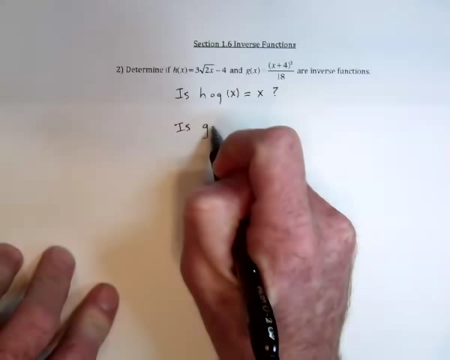 Section 1.6 Inverse Functions
2) Determine if h(x)=3√2x−4 and g(x) = (x+4)²/18 are inverse functions.
Is h∘g(x) = x ?
Is g